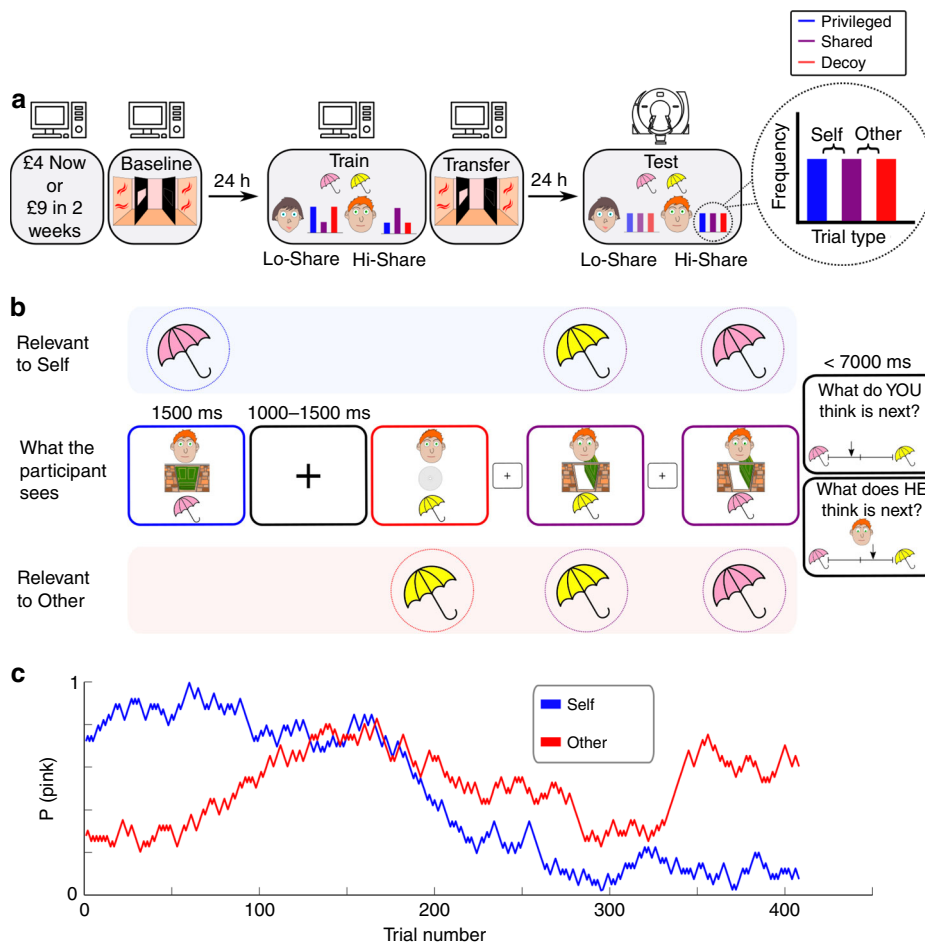 Privileged
Shared
Decoy
a
£4 Now
or
£9 in 2
weeks
Baseline
24 h
Train
Lo-Share
Hi-Share
Transfer
24 h
Test
Lo-Share
Hi-Share
Frequency
Self
Other
Trial type
b
Relevant
to Self
< 7000 ms
What do YOU
think is next?
1500 ms
1000–1500 ms
What the
participant
sees
+
+
+
What does HE
think is next?
Relevant
to Other
c
1
P (pink)
0
Self
Other
0
100
200
300
400
Trial number